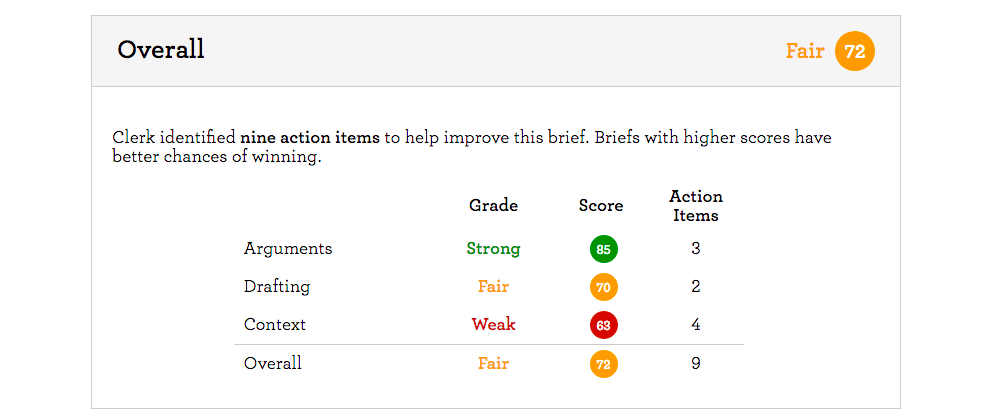 Overall
Fair 72
Clerk identified nine action items to help improve this brief. Briefs with higher scores have
better chances of winning.
Grade Score Action Items
Arguments Strong 85 3
Drafting Fair 70 2
Context Weak 63 4
Overall Fair 72 9